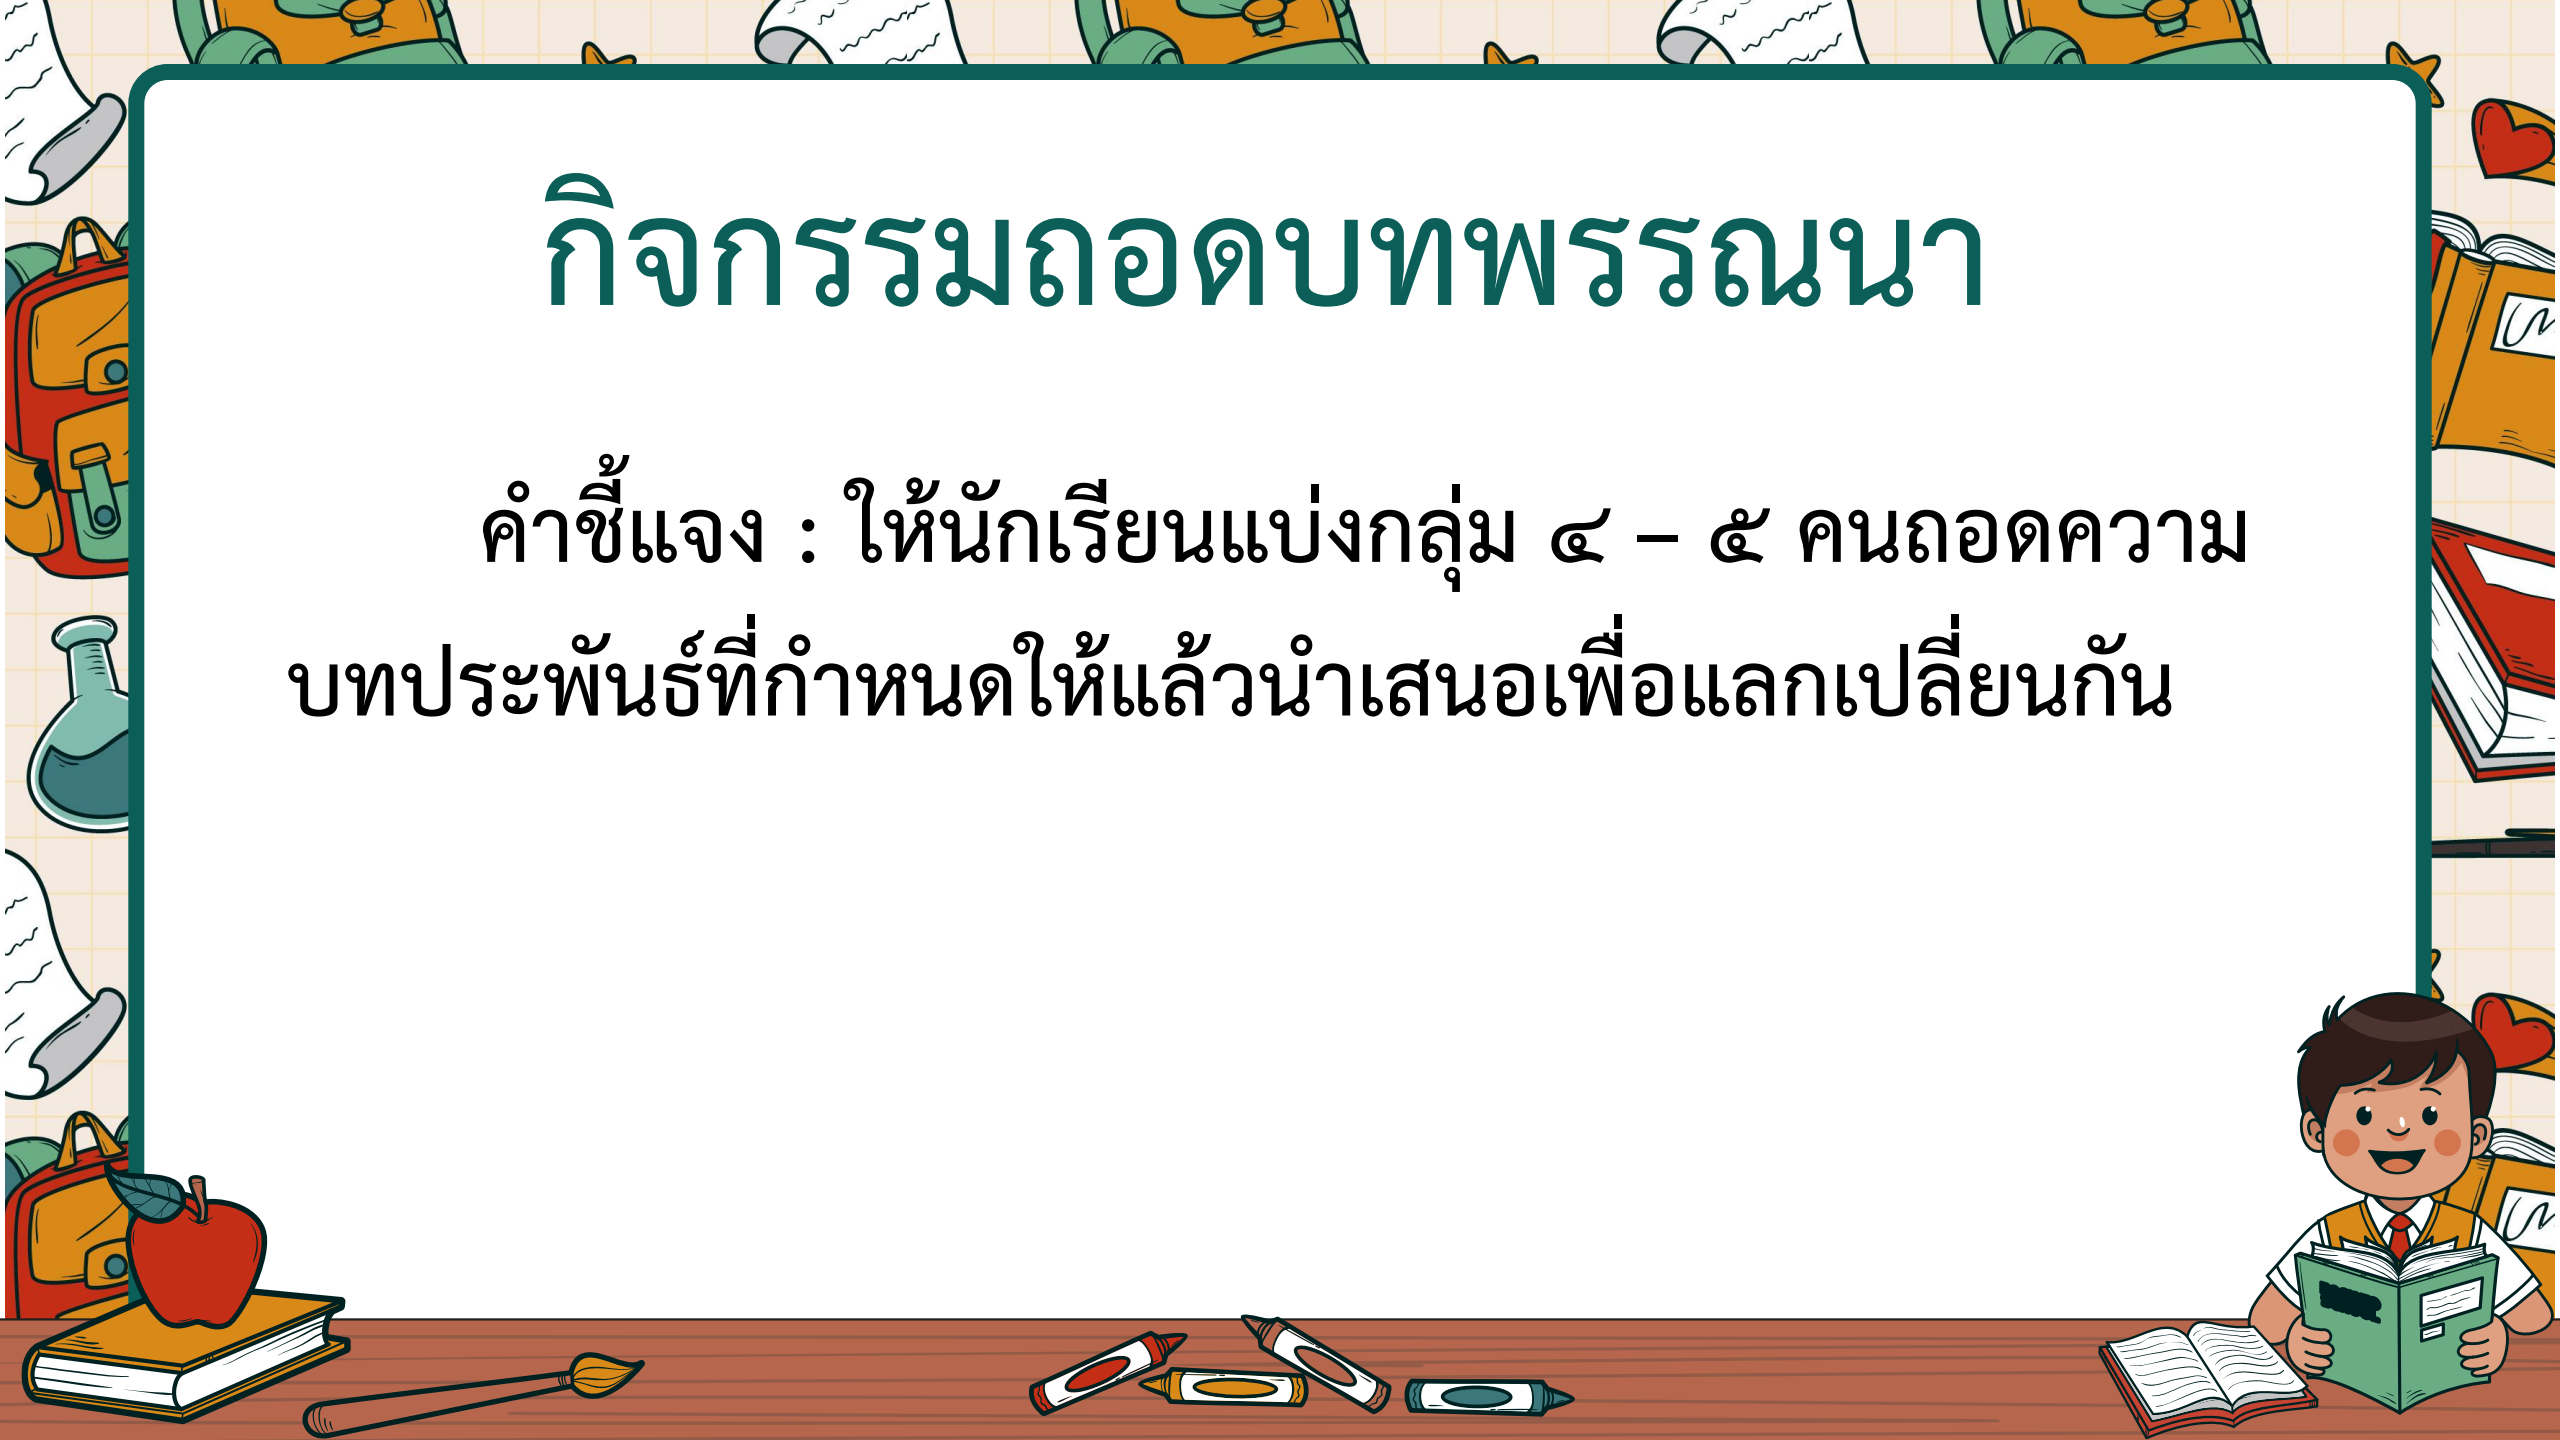 กิจกรรมถอดบทพรรณนา
คำชี้แจง : ให้นักเรียนแบ่งกลุ่ม ๔ – ๕ คนถอดความ
บทประพันธ์ที่กำหนดให้แล้วนำเสนอเพื่อแลกเปลี่ยนกัน